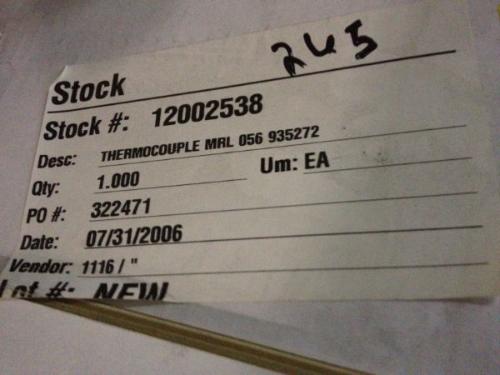 245
Stock
Stock #: 12002538
Desc: THERMOCOUPLE MRL 056 935272
Qty: 1.000 Um: EA
PO #: 322471
Date: 07/31/2006
Vendor: 1116 / "
Lot #: NEW